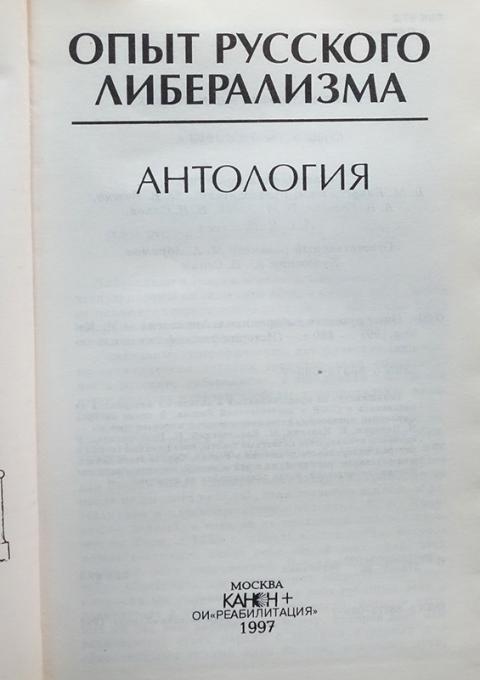 ОПЫТ РУССКОГО
ЛИБЕРАЛИЗМА
АНТОЛОГИЯ
МОСКВА
КАНОН+
ОИ«РЕАБИЛИТАЦИЯ»
1997